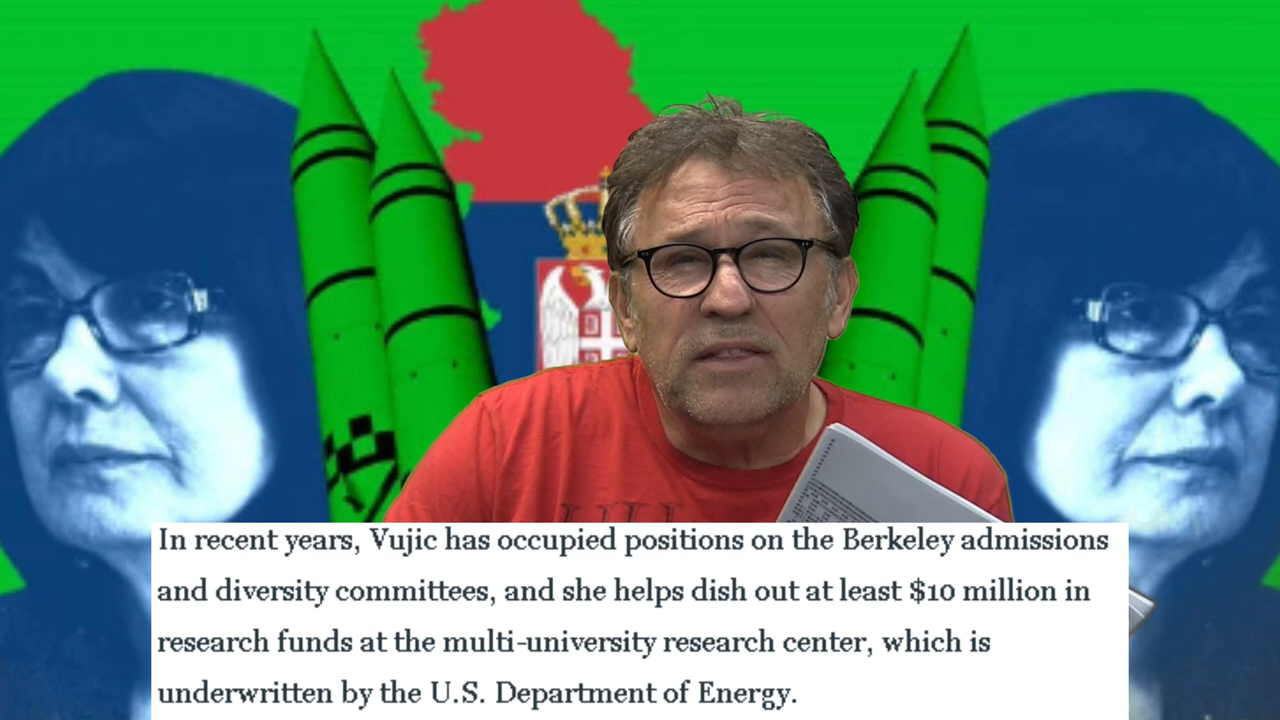 In recent years, Vujic has occupied positions on the Berkeley admissions
and diversity committees, and she helps dish out at least $10 million in
research funds at the multi-university research center, which is
underwritten by the U.S. Department of Energy.